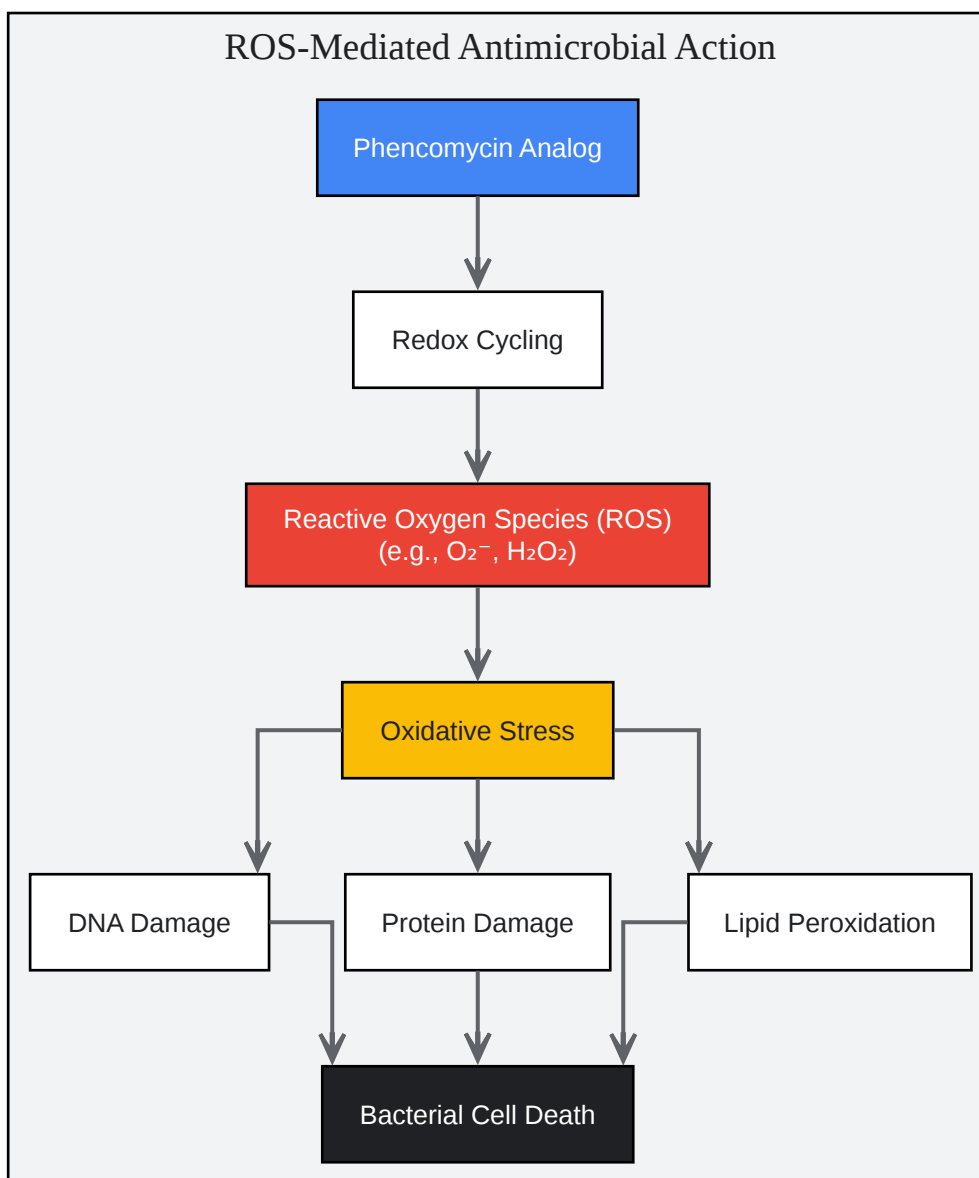 ROS-Mediated Antimicrobial Action
Phencomycin Analog
Redox Cycling
Reactive Oxygen Species (ROS)
(e.g., O₂⁻, H₂O₂)
Oxidative Stress
DNA Damage
Protein Damage
Lipid Peroxidation
Bacterial Cell Death